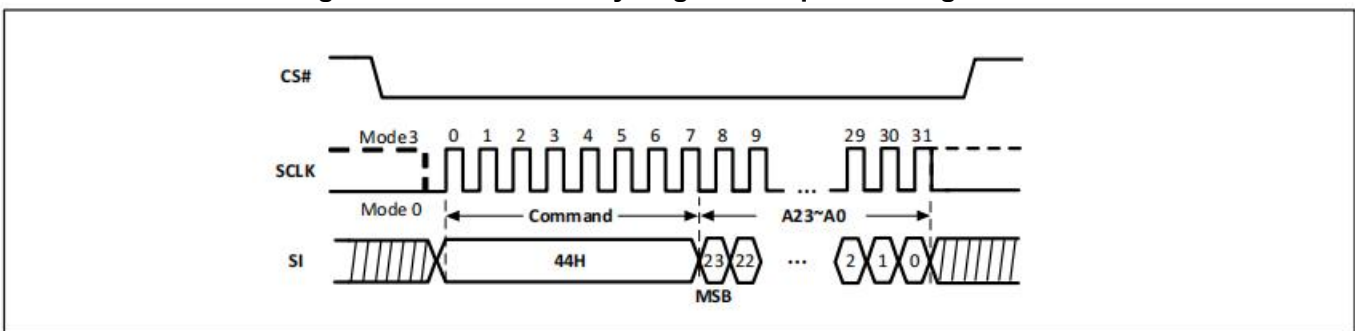 CS#
Mode3 0 1 2 3 4 5 6 7 8 9 29 30 31
SCLK ...
Mode 0 Command A23~A0
SI 44H 23 22 ... 2 1 0
MSB